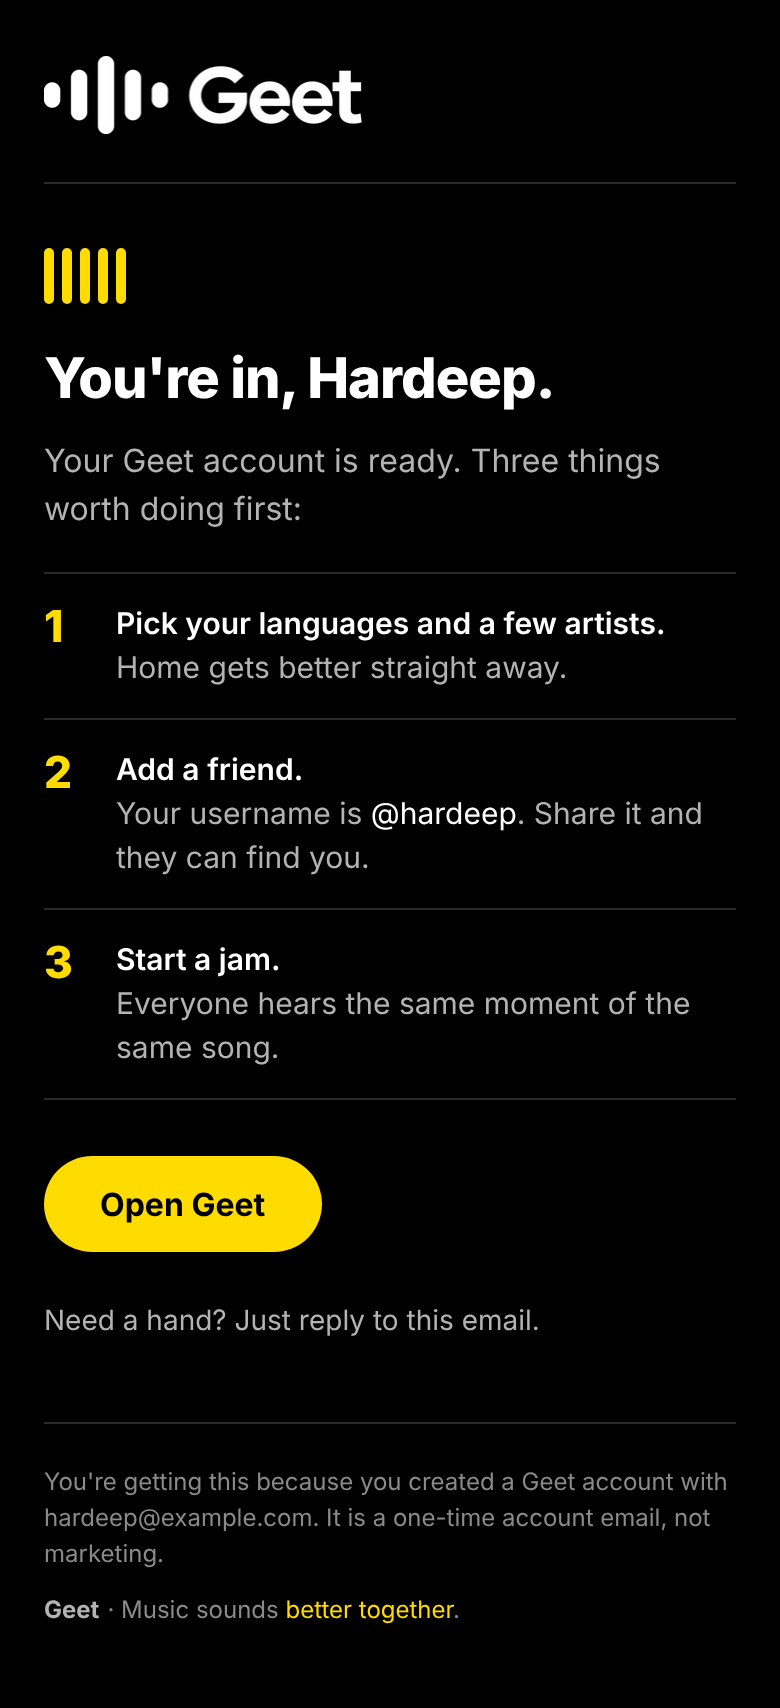 Geet
You're in, Hardeep.
Your Geet account is ready. Three things
worth doing first:
1
Pick your languages and a few artists.
Home gets better straight away.
2
Add a friend.
Your username is @hardeep. Share it and
they can find you.
3
Start a jam.
Everyone hears the same moment of the
same song.
Open Geet
Need a hand? Just reply to this email.
You're getting this because you created a Geet account with
hardeep@example.com. It is a one-time account email, not
marketing.
Geet · Music sounds better together.